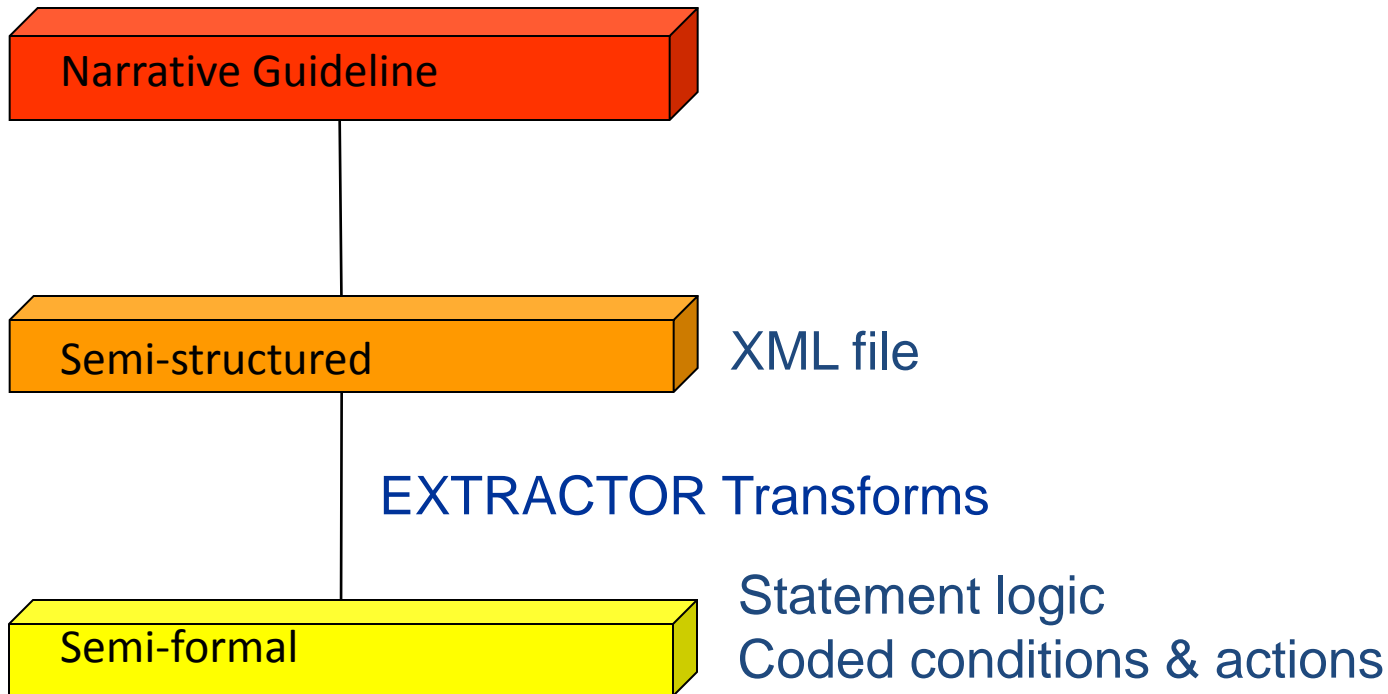 Narrative Guideline
Semi-structured
XML file
EXTRACTOR Transforms
Semi-formal
Statement logic
Coded conditions & actions